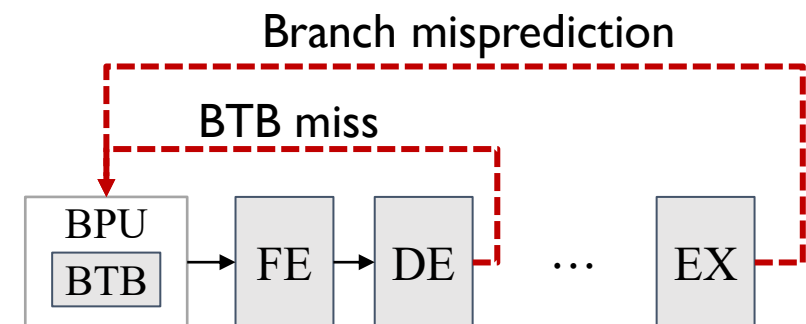 Branch misprediction
BTB miss
BPU
BTB
FE
DE
...
EX